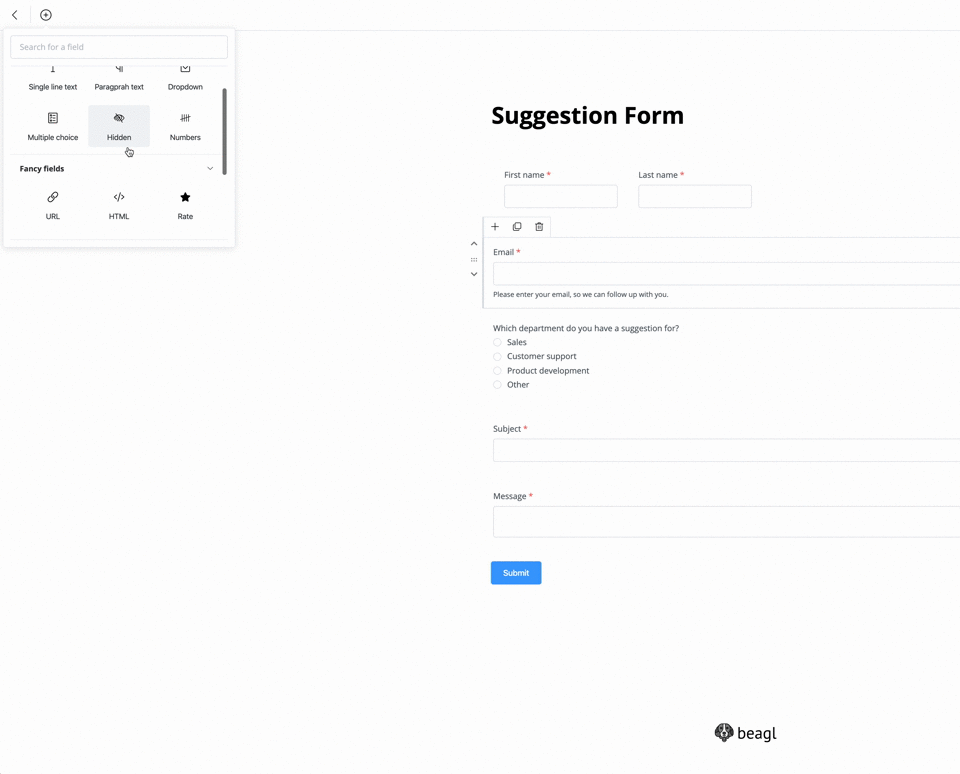 Search for a field
Single line text
Paragprah text
Dropdown
Multiple choice
Hidden
Numbers
Fancy fields
URL
HTML
Rate
Suggestion Form
First name *
Last name *
Email *
Please enter your email, so we can follow up with you.
Which department do you have a suggestion for?
Sales
Customer support
Product development
Other
Subject *
Message *
Submit
beagl